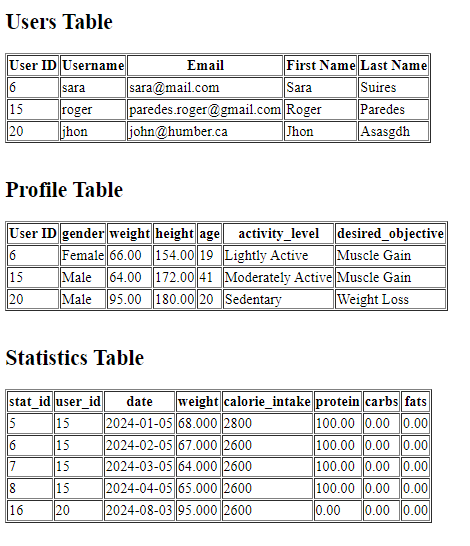 Users Table
User ID Username Email First Name Last Name
6 sara sara@mail.com Sara Suires
15 roger paredes.roger@gmail.com Roger Paredes
20 jhon john@humber.ca Jhon Asasgdh
Profile Table
User ID gender weight height age activity_level desired_objective
6 Female 66.00 154.00 19 Lightly Active Muscle Gain
15 Male 64.00 172.00 41 Moderately Active Muscle Gain
20 Male 95.00 180.00 20 Sedentary Weight Loss
Statistics Table
stat_id user_id date weight calorie_intake protein carbs fats
5 15 2024-01-05 68.000 2800 100.00 0.00 0.00
6 15 2024-02-05 67.000 2600 100.00 0.00 0.00
7 15 2024-03-05 64.000 2600 100.00 0.00 0.00
8 15 2024-04-05 65.000 2600 100.00 0.00 0.00
16 20 2024-08-03 95.000 2600 0.00 0.00 0.00